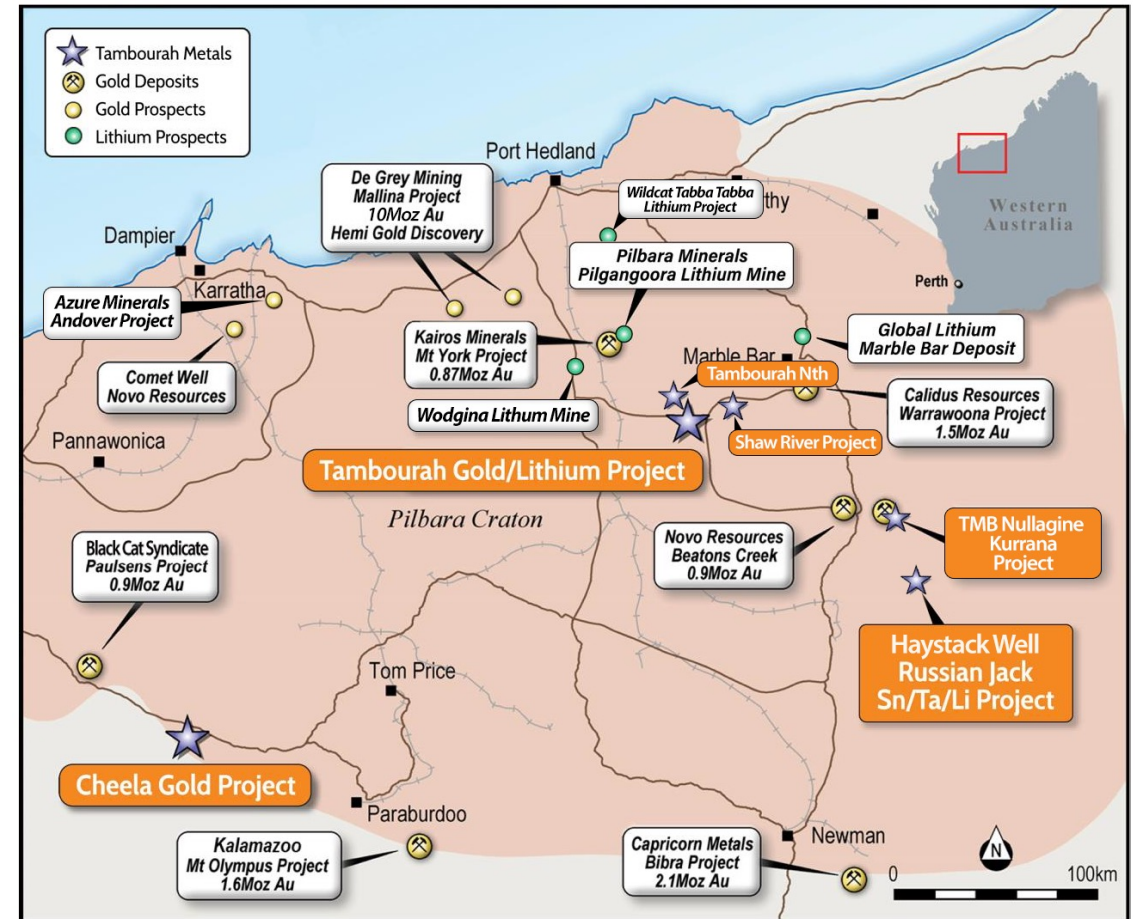 Tambourah Metals
Gold Deposits
Gold Prospects
Lithium Prospects
Port Hedland
De Grey Mining
Mallina Project
10Moz Au
Hemi Gold Discovery
Wildcat Tabba Tabba
Lithium Project
Western
Australia
Perth
Dampier
Karratha
Pilbara Minerals
Pilgangoora Lithium Mine
Azure Minerals
Andover Project
Kairos Minerals
Mt York Project
0.87Moz Au
Global Lithium
Marble Bar Deposit
Marble Bar
Tambourah Nth
Comet Well
Novo Resources
Wodgina Lithum Mine
Calidus Resources
Warrawoona Project
1.5Moz Au
Shaw River Project
Pannawonica
Tambourah Gold/Lithium Project
Pilbara Craton
Novo Resources
Beatons Creek
0.9Moz Au
TMB Nullagine
Kurrana
Project
Black Cat Syndicate
Paulsens Project
0.9Moz Au
Haystack Well
Russian Jack
Sn/Ta/Li Project
Tom Price
Cheela Gold Project
Paraburdoo
Kalamazoo
Mt Olympus Project
1.6Moz Au
Capricorn Metals
Bibra Project
2.1Moz Au
Newman
N
0
100km